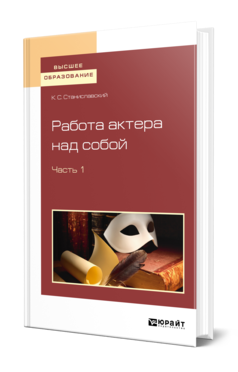 ВЫСШЕЕ
ОБРАЗОВАНИЕ
К. С. Станиславский
Работа актера
над собой
Часть 1
юрайт